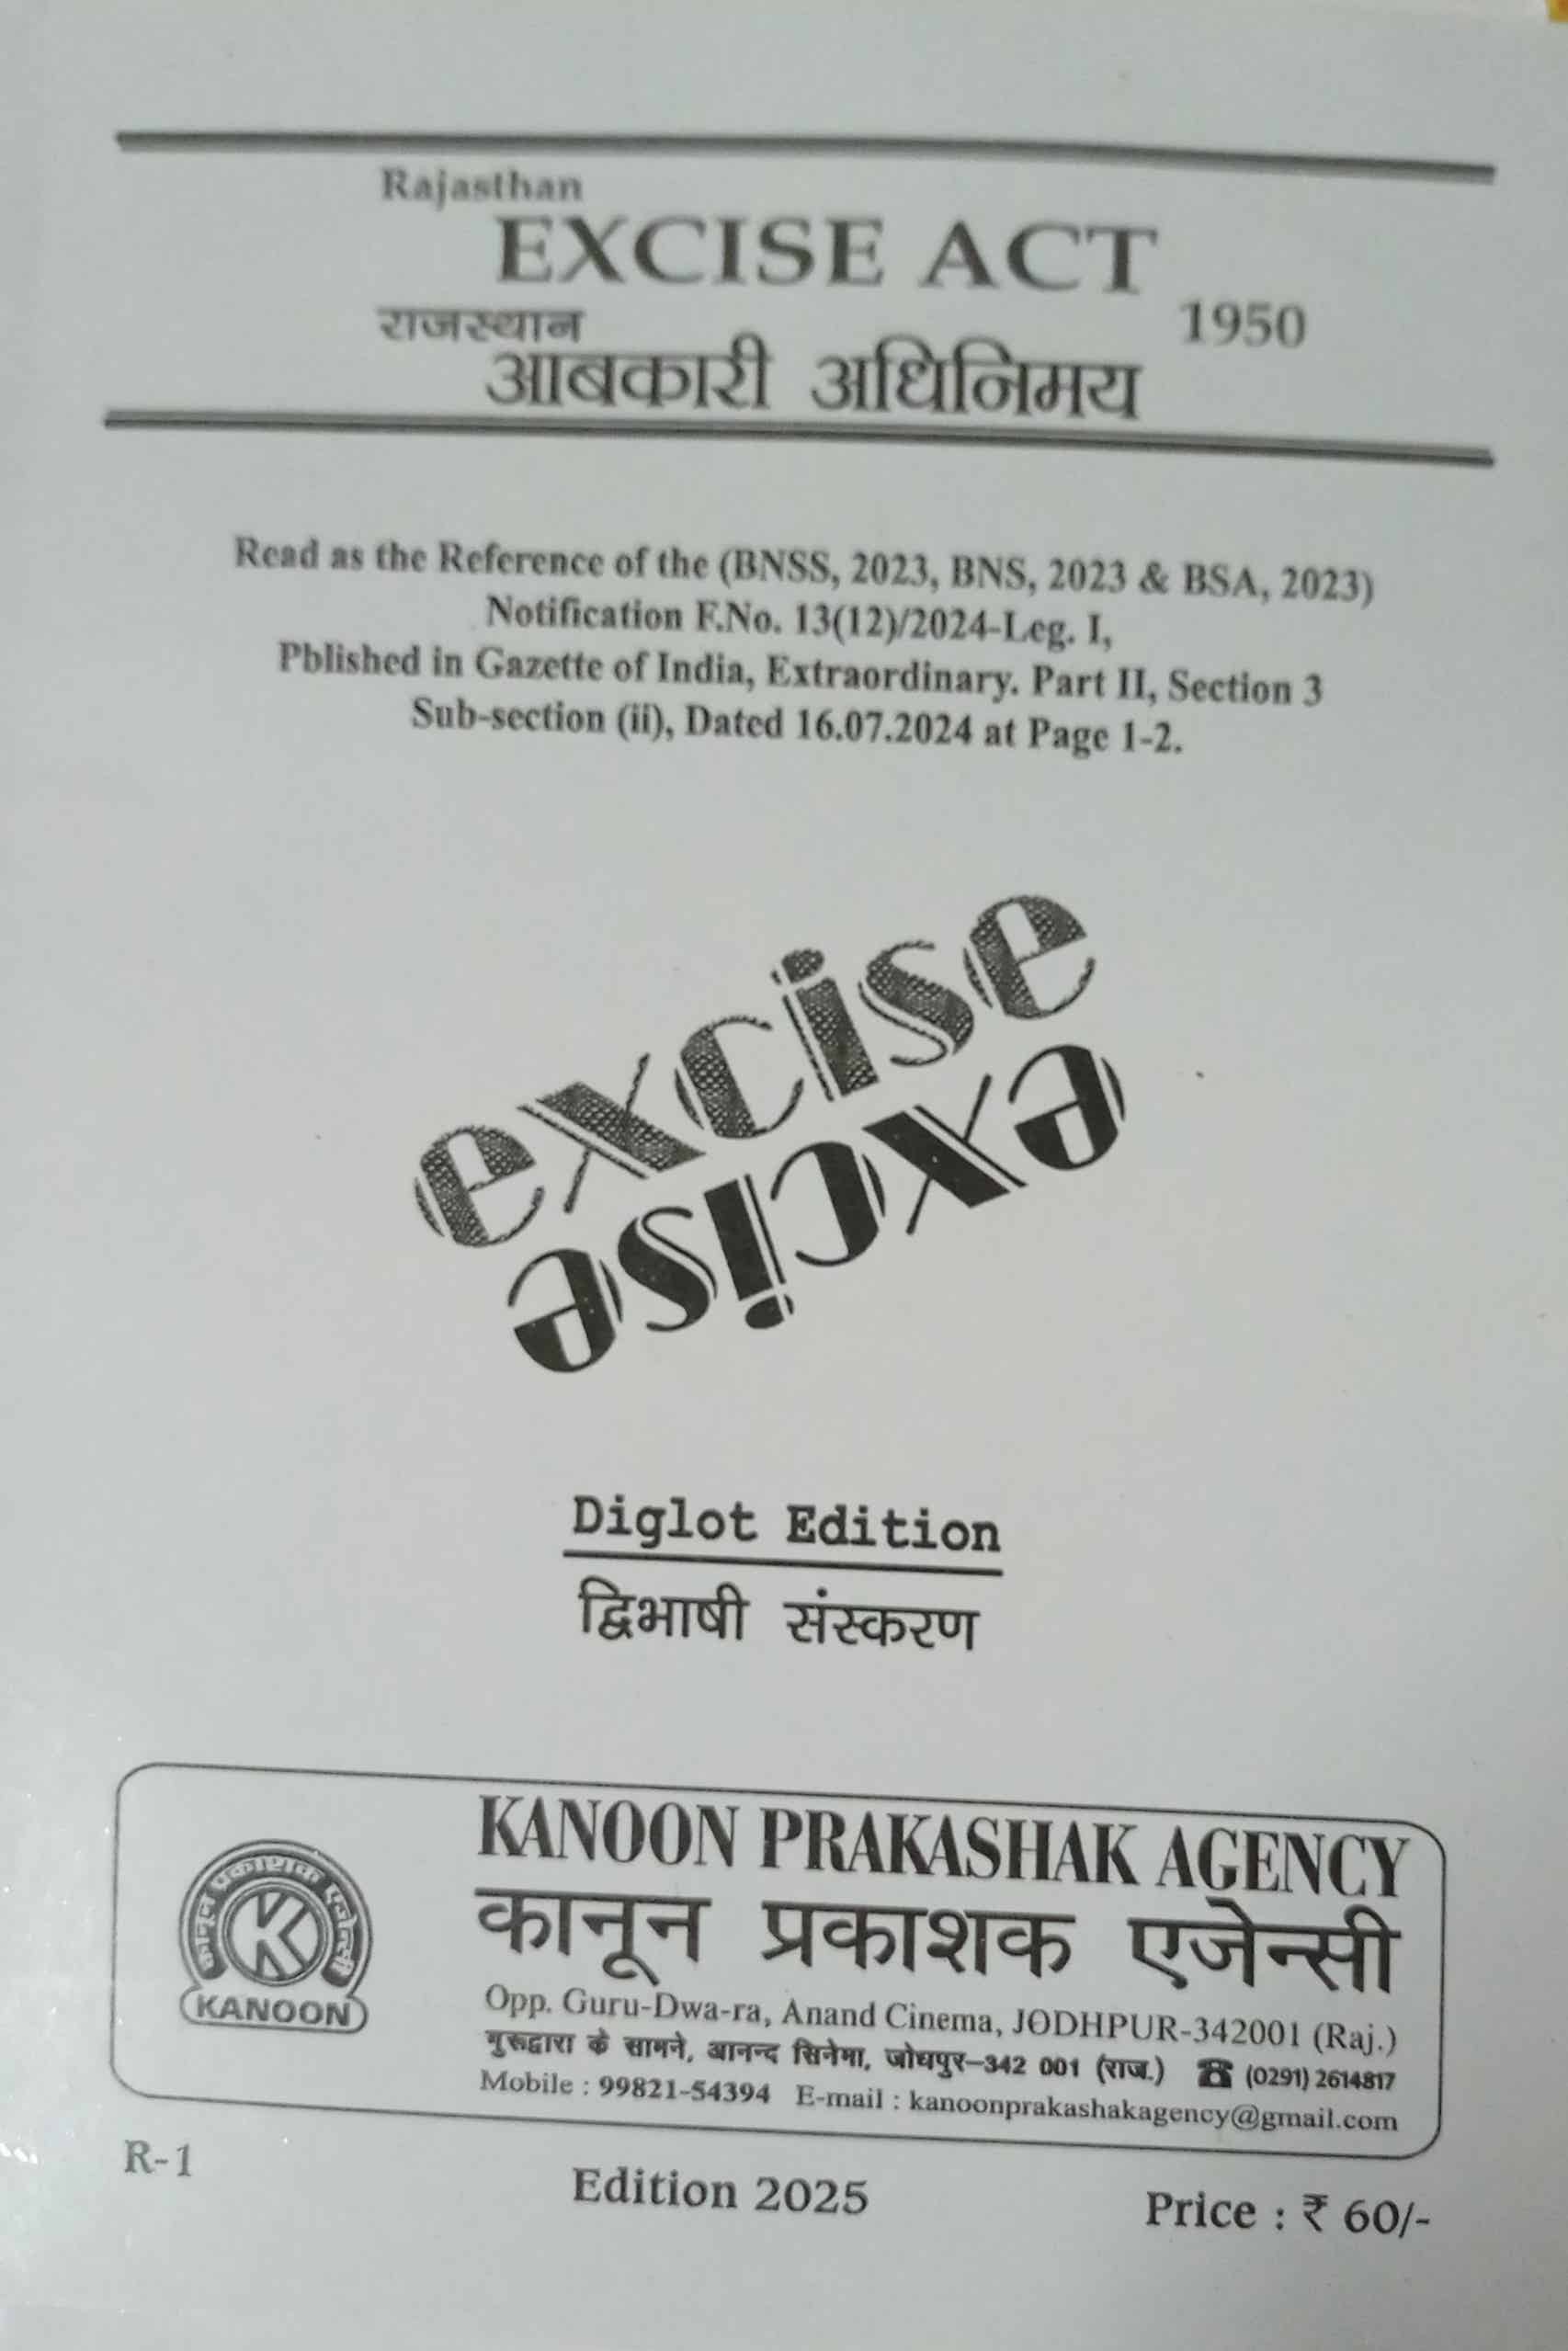 Rajasthan
EXCISE ACT
राजस्थान
1950
आबकारी अधिनिमय
Read as the Reference of the (BNSS, 2023, BNS, 2023 & BSA, 2023)
Notification F.No. 13(12)/2024-Leg. I,
Pblished in Gazette of India, Extraordinary. Part II, Section 3
Sub-section (ii), Dated 16.07.2024 at Page 1-2.
excise
excise
Diglot Edition
द्विभाषी संस्करण
KANOON PRAKASHAK AGENCY
कानून प्रकाशक एजेन्सी
कानून प्रकाशक एजेन्सी
K
KANOON
Opp. Guru-Dwa-ra, Anand Cinema, JODHPUR-342001 (Raj.)
गुरूद्वारा के सामने, आनन्द सिनेमा, जोधपुर-342 001 (राज.) ☎ (0291) 2614817
Mobile : 99821-54394 E-mail : kanoonprakashakagency@gmail.com
R-1
Edition 2025
Price : ₹ 60/-